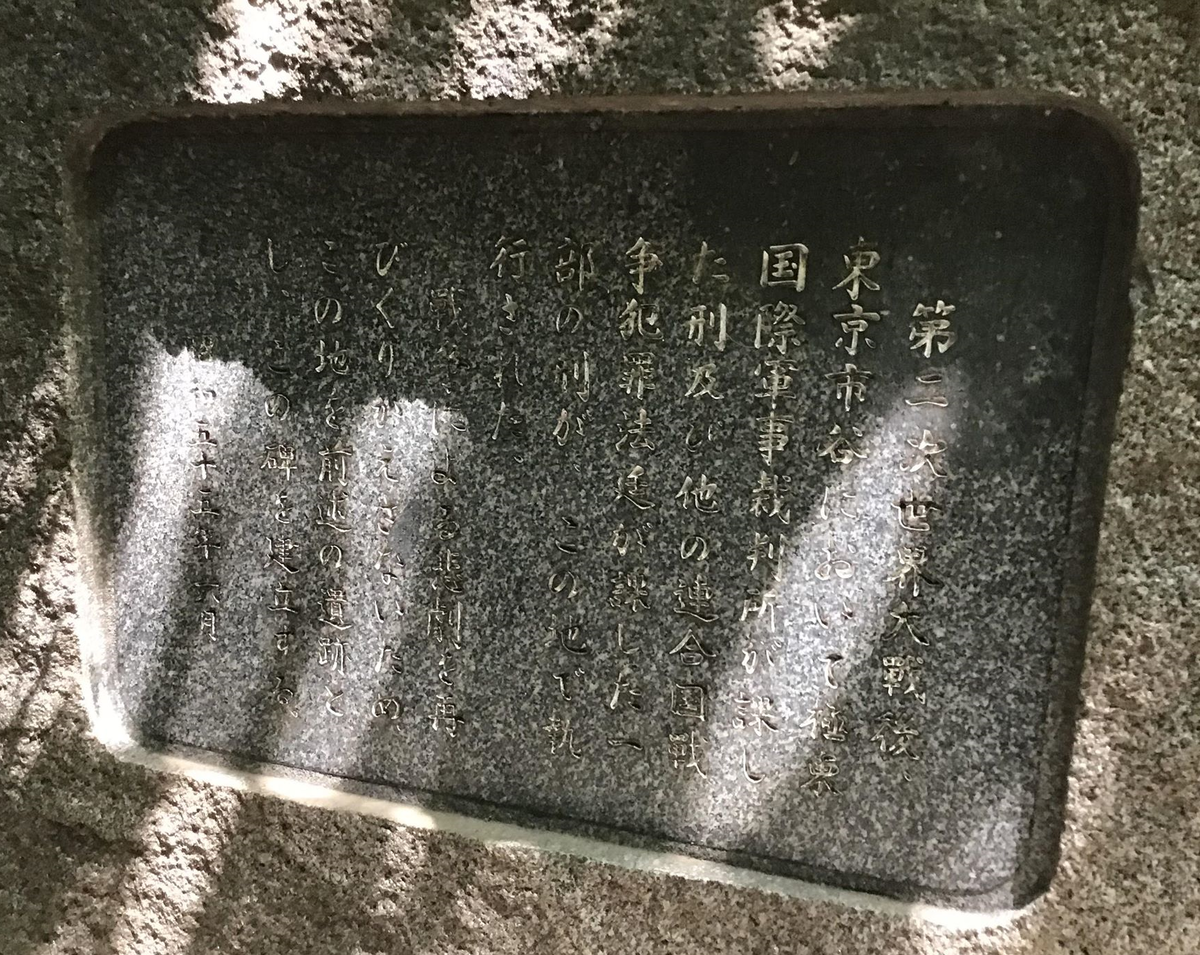 第二次世界大戦後、
東京市谷において極東
国際軍事裁判所が課し
た刑及び他の連合国戦
争犯罪法廷が課した一
部の刑が、この地で執
行された。
戦争による悲劇を再
びくりかえさないため
この地を前述の遺跡と
し、この碑を建立する。
昭和五十五年六月